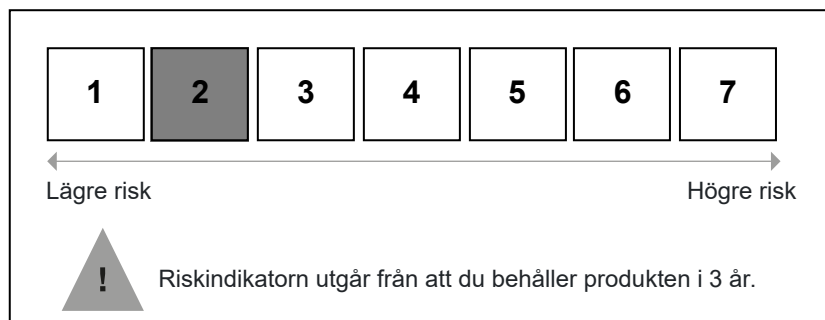 1 2 3 4 5 6 7
Lägre risk Högre risk
! Riskindikatorn utgår från att du behåller produkten i 3 år.